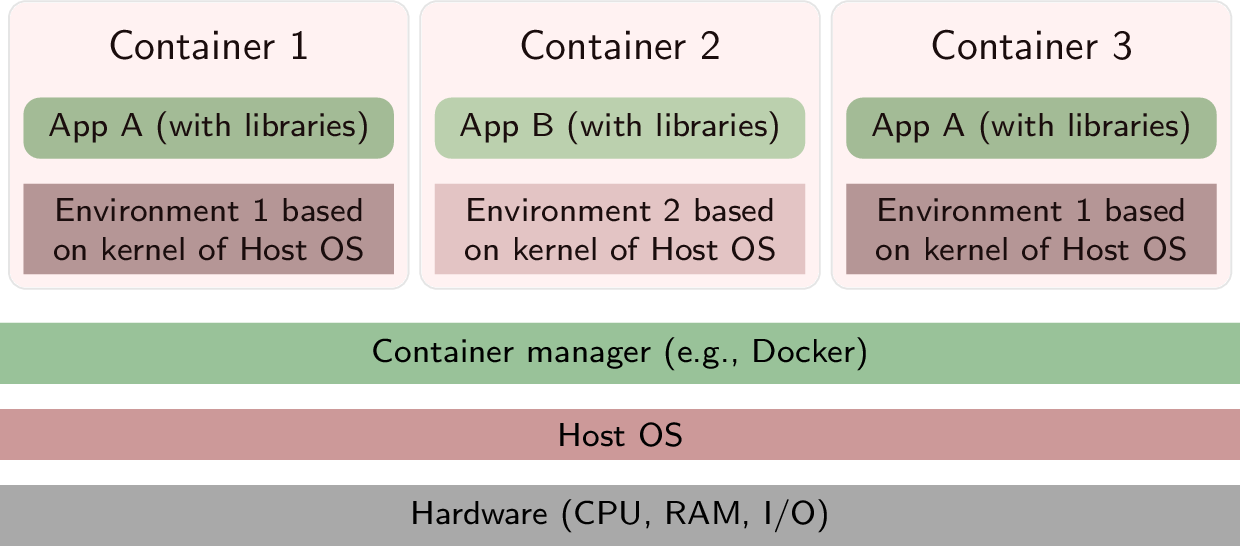 Container 1
App A (with libraries)
Environment 1 based
on kernel of Host OS
Container 2
App B (with libraries)
Environment 2 based
on kernel of Host OS
Container 3
App A (with libraries)
Environment 1 based
on kernel of Host OS
Container manager (e.g., Docker)
Host OS
Hardware (CPU, RAM, I/O)